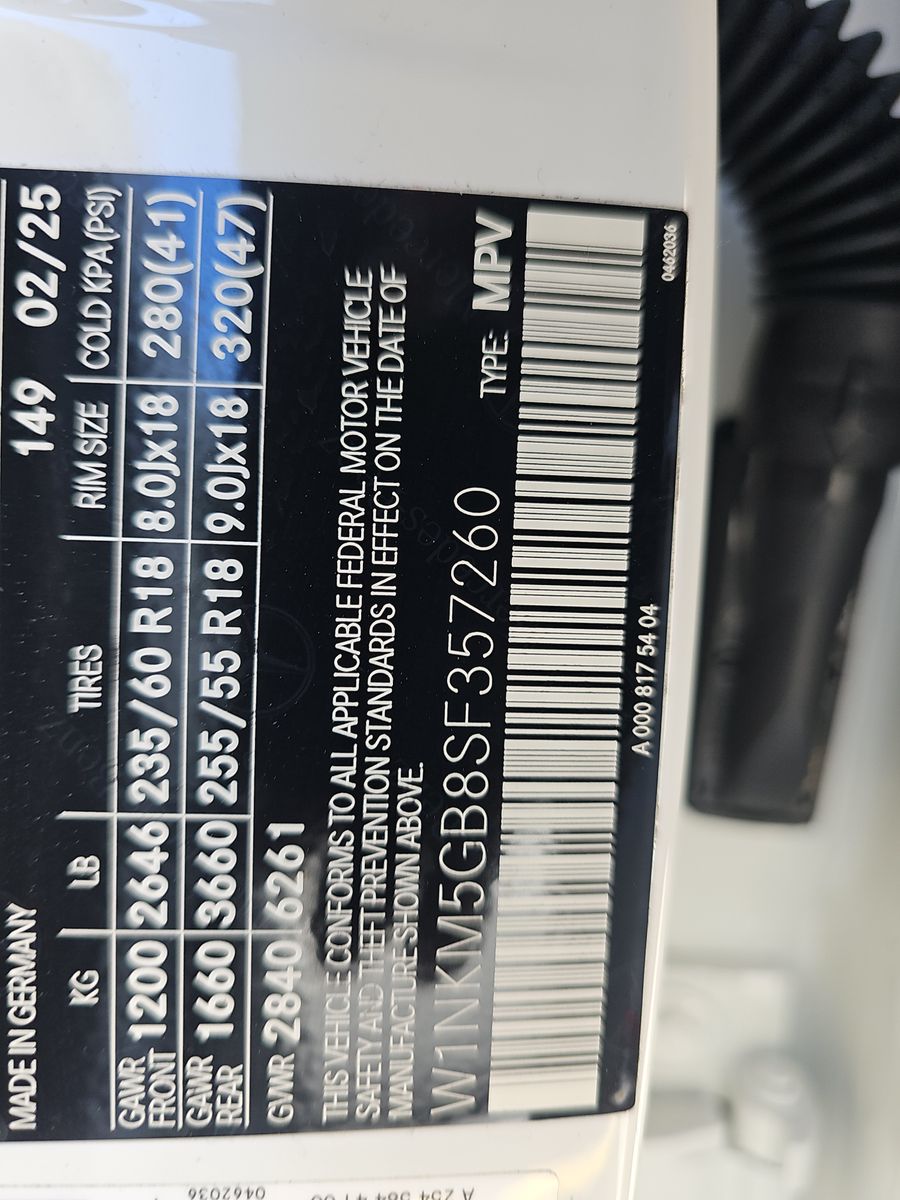 MADE IN GERMANY 149 02/25
KG LB TIRES RIM SIZE COLD KPA(PSI)
GAWR FRONT 1200 2646 235/60 R18 8.0Jx18 280(41)
GAWR REAR 1660 3660 255/55 R18 9.0Jx18 320(47)
GWR 2840 6261
THIS VEHICLE CONFORMS TO ALL APPLICABLE FEDERAL MOTOR VEHICLE
SAFETY AND THEFT PREVENTION STANDARDS IN EFFECT ON THE DATE OF
MANUFACTURE SHOWN ABOVE.
W1NKM5GB8SF357260 TYPE: MPV
A 000 817 54 04 0462036
0462036